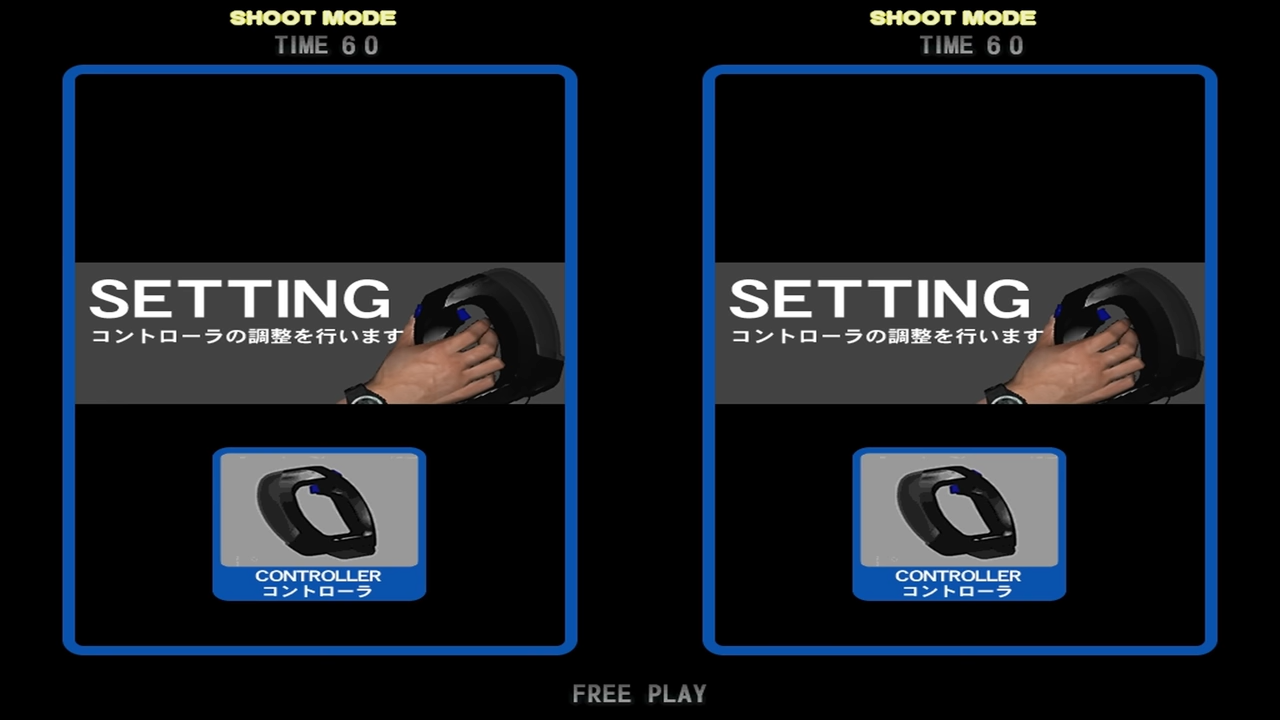 SHOOT MODE
TIME 60
SETTING
コントローラの調整を行います
CONTROLLER
コントローラ
SHOOT MODE
TIME 60
SETTING
コントローラの調整を行います
CONTROLLER
コントローラ
FREE PLAY